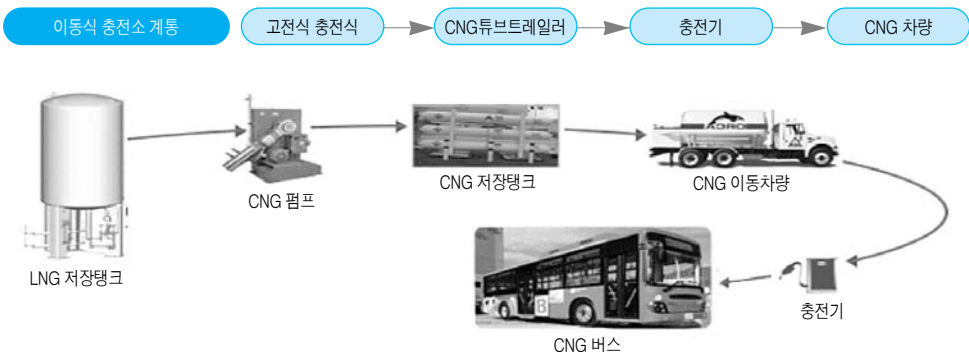 이동식 충전소 계통
고전식 충전식
CNG튜브트레일러
충전기
CNG 차량
LNG 저장탱크
CNG 펌프
CNG 저장탱크
CNG 이동차량
충전기
CNG 버스
B